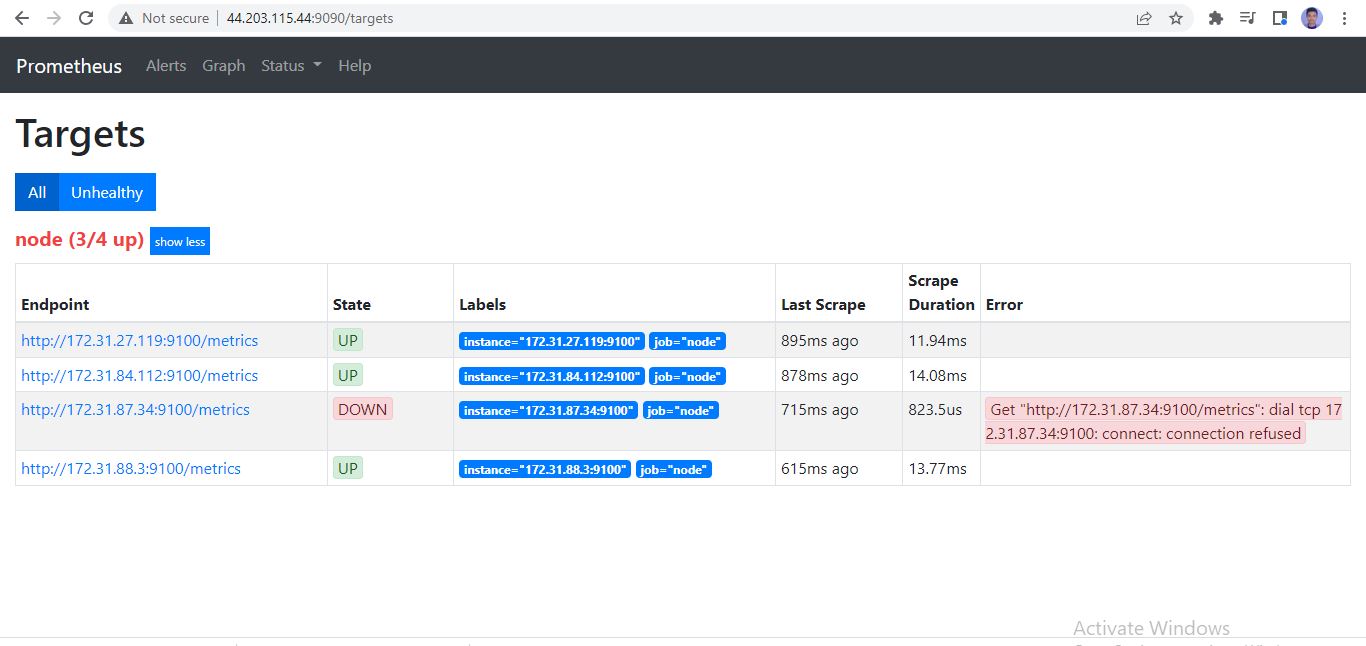 Not secure 44.203.115.44:9090/targets
Prometheus Alerts Graph Status Help
Targets
All Unhealthy
node (3/4 up) show less
Endpoint State Labels Last Scrape Scrape Duration Error
http://172.31.27.119:9100/metrics UP instance="172.31.27.119:9100" job="node" 895ms ago 11.94ms
http://172.31.84.112:9100/metrics UP instance="172.31.84.112:9100" job="node" 878ms ago 14.08ms
http://172.31.87.34:9100/metrics DOWN instance="172.31.87.34:9100" job="node" 715ms ago 823.5us Get "http://172.31.87.34:9100/metrics": dial tcp 17
2.31.87.34:9100: connect: connection refused
http://172.31.88.3:9100/metrics UP instance="172.31.88.3:9100" job="node" 615ms ago 13.77ms
Activate Windows